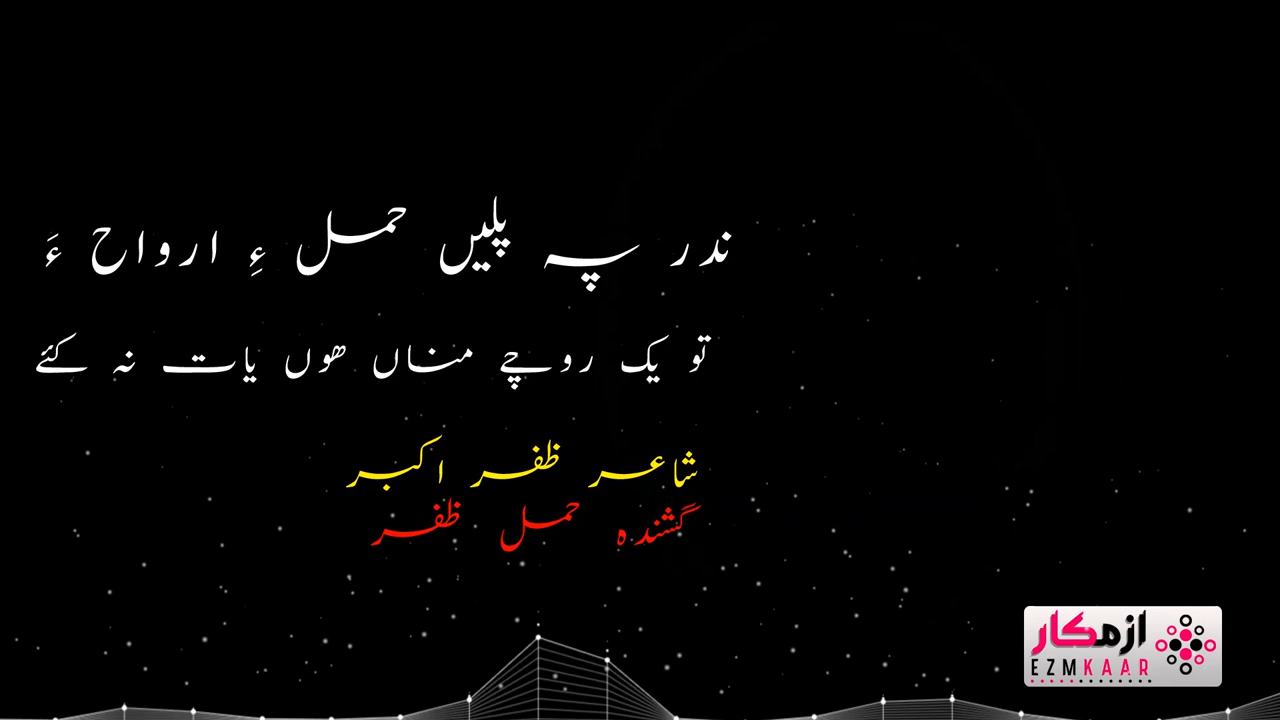 ندر پہ پلیں حمل ءِ ارواح ءَ
تو یک روچے مناں ھوں یات نہ کئے
شاعر ظفر اکبر
گشندہ حمل ظفر
ازمکار
EZMKAAR